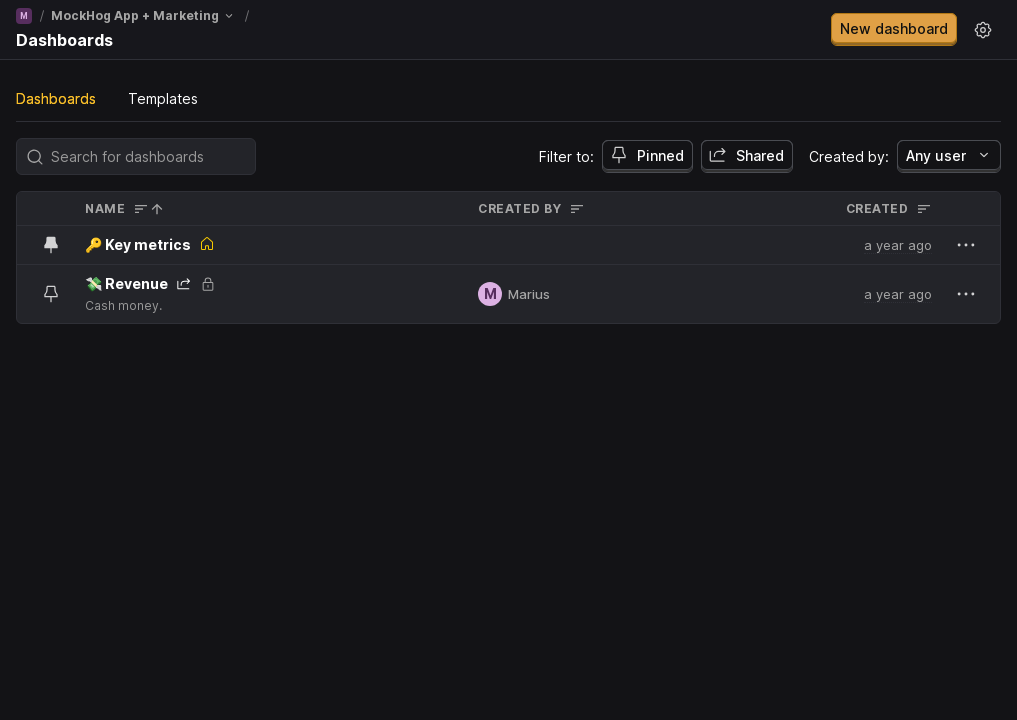 M / MockHog App + Marketing /
Dashboards
New dashboard
Dashboards Templates
Search for dashboards
Filter to: Pinned Shared Created by: Any user
NAME CREATED BY CREATED
🔑 Key metrics a year ago
💸 Revenue
Cash money.
M Marius a year ago